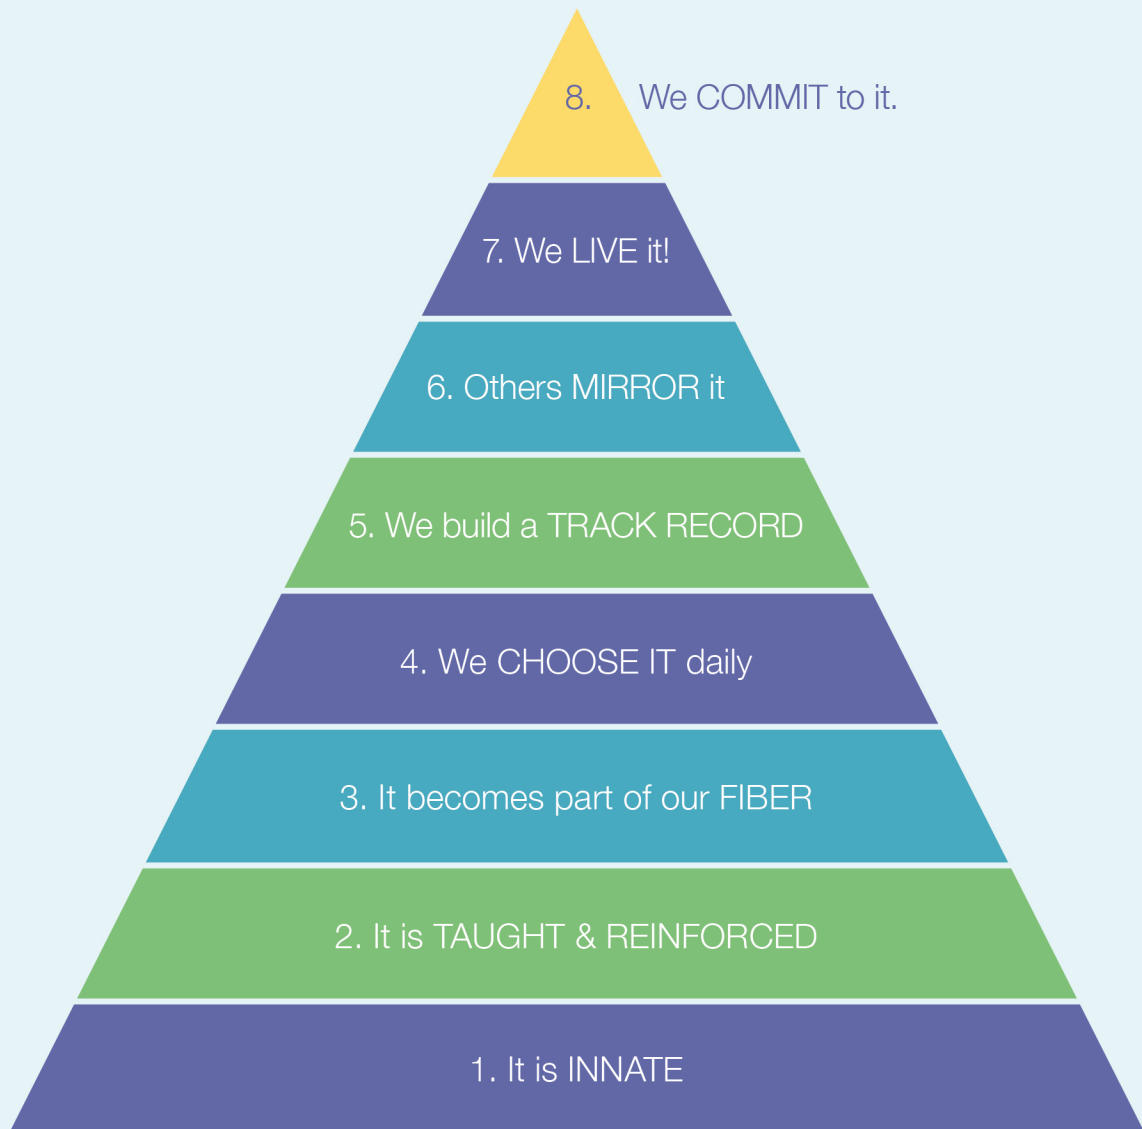 8. We COMMIT to it.
7. We LIVE it!
6. Others MIRROR it
5. We build a TRACK RECORD
4. We CHOOSE IT daily
3. It becomes part of our FIBER
2. It is TAUGHT & REINFORCED
1. It is INNATE